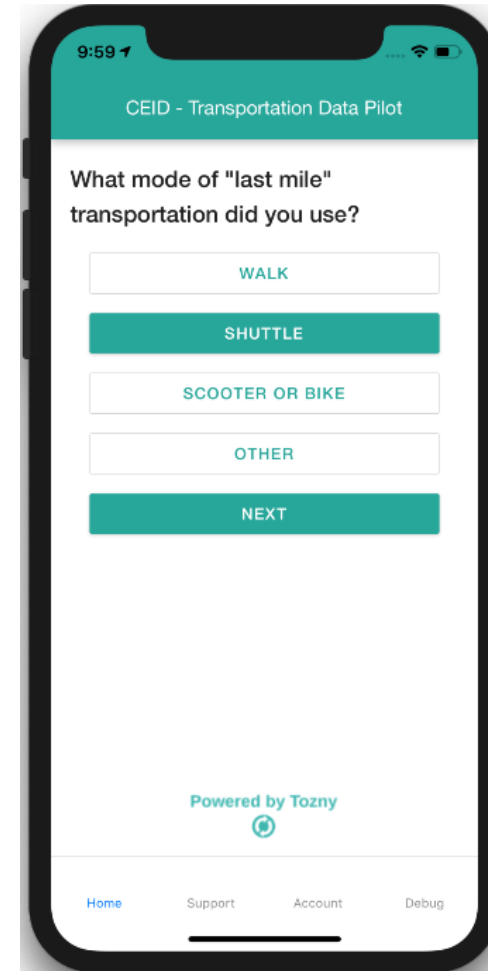 9:59
CEID - Transportation Data Pilot
What mode of "last mile"
transportation did you use?
WALK
SHUTTLE
SCOOTER OR BIKE
OTHER
NEXT
Powered by Tozny
Home Support Account Debug